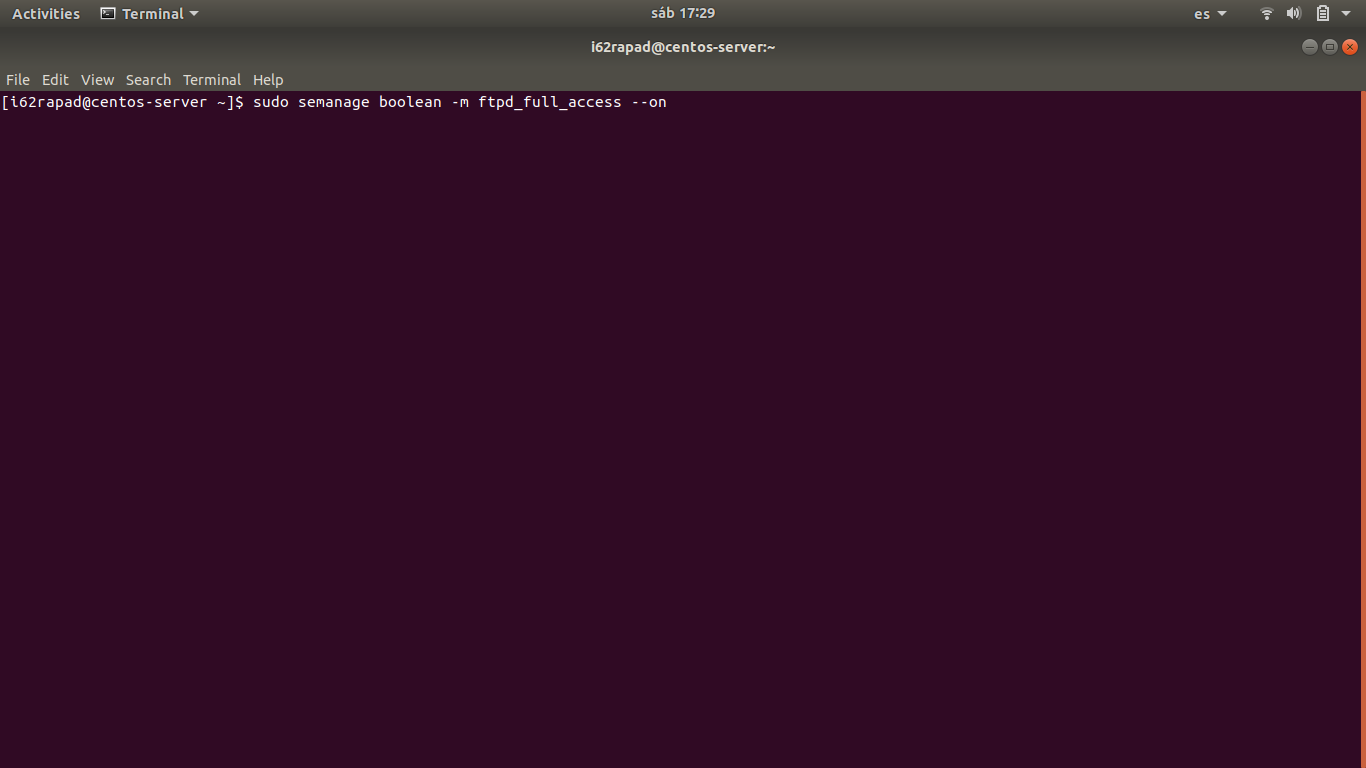 Activities Terminal sáb 17:29 es
i62rapad@centos-server:~
File Edit View Search Terminal Help
[i62rapad@centos-server ~]$ sudo semanage boolean -m ftpd_full_access --on